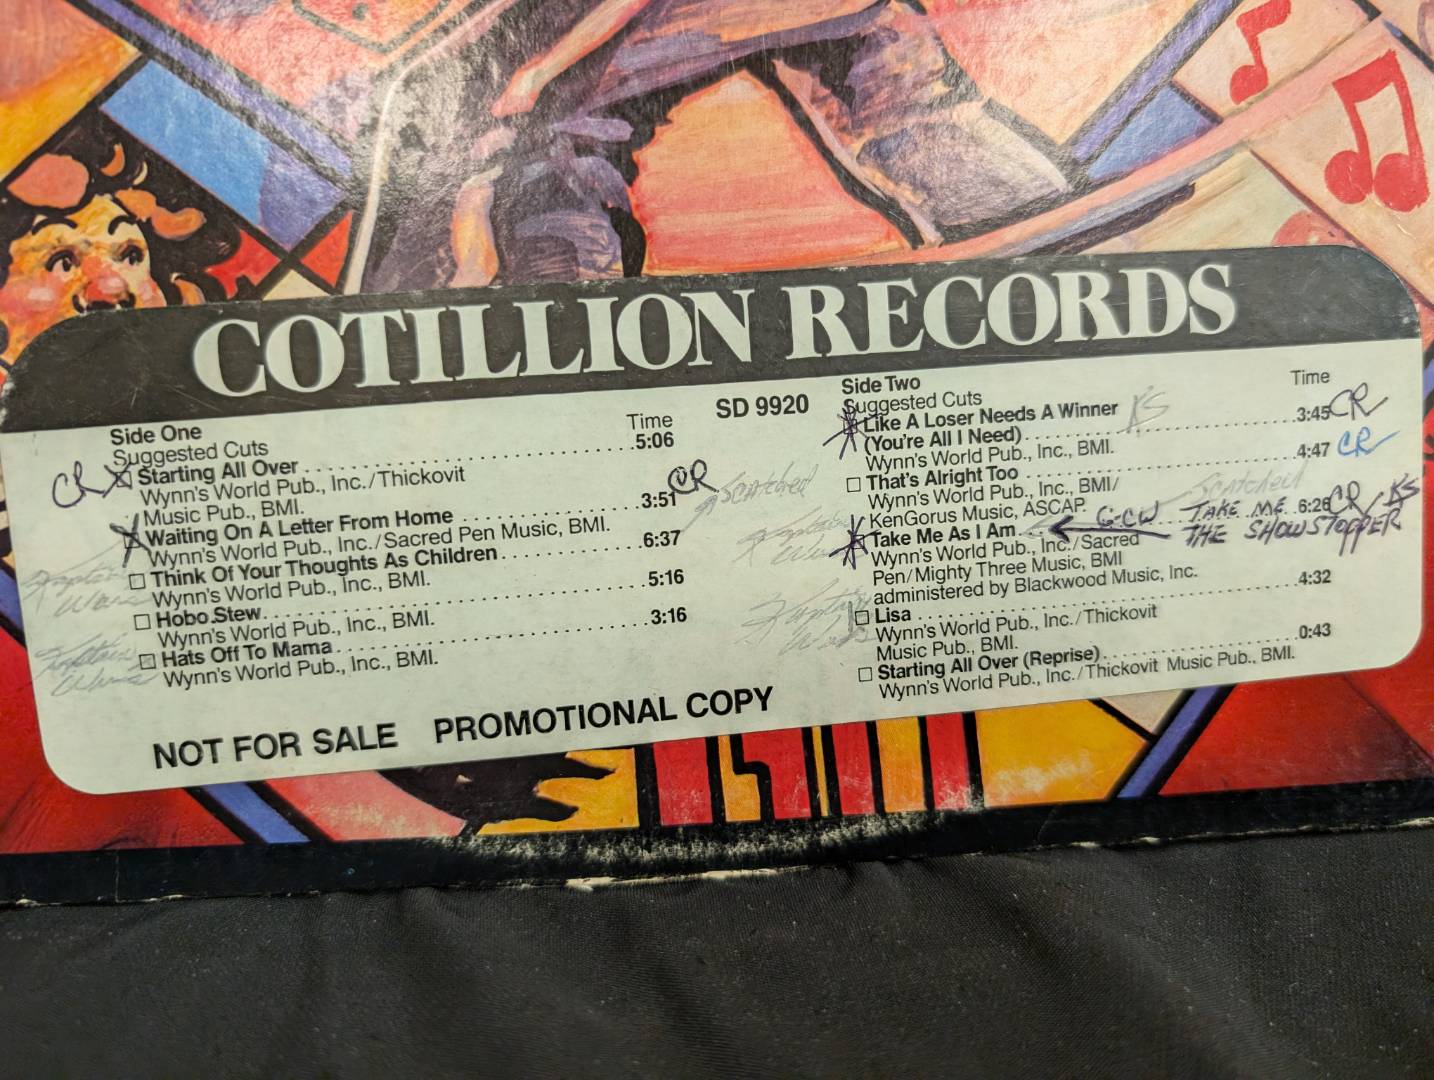 COTILLION RECORDS
SD 9920
Side One
Suggested Cuts
Time
CR Starting All Over 5:06
Wynn's World Pub., Inc./Thickovit
Music Pub., BMI.
Waiting On A Letter From Home 3:51 CR
Scratched
Wynn's World Pub., Inc./Sacred Pen Music, BMI.
Think Of Your Thoughts As Children 6:37
Wynn's World Pub., Inc., BMI.
Hobo Stew 5:16
Wynn's World Pub., Inc., BMI.
Hats Off To Mama 3:16
Wynn's World Pub., Inc., BMI.
Side Two
Suggested Cuts
Time
Like A Loser Needs A Winner KS
(You're All I Need) 3:45 CR
Wynn's World Pub., Inc., BMI.
That's Alright Too 4:47 CR
Wynn's World Pub., Inc., BMI/
Scratched
KenGorus Music, ASCAP.
Take Me As I Am 6:28 CR/KS
TAKE ME
THE SHOWSTOPPER
Wynn's World Pub., Inc./Sacred
Pen/Mighty Three Music, BMI
administered by Blackwood Music, Inc.
Lisa 4:32
Wynn's World Pub., Inc./Thickovit
Music Pub., BMI.
Starting All Over (Reprise) 0:43
Wynn's World Pub., Inc./Thickovit Music Pub., BMI.
NOT FOR SALE PROMOTIONAL COPY